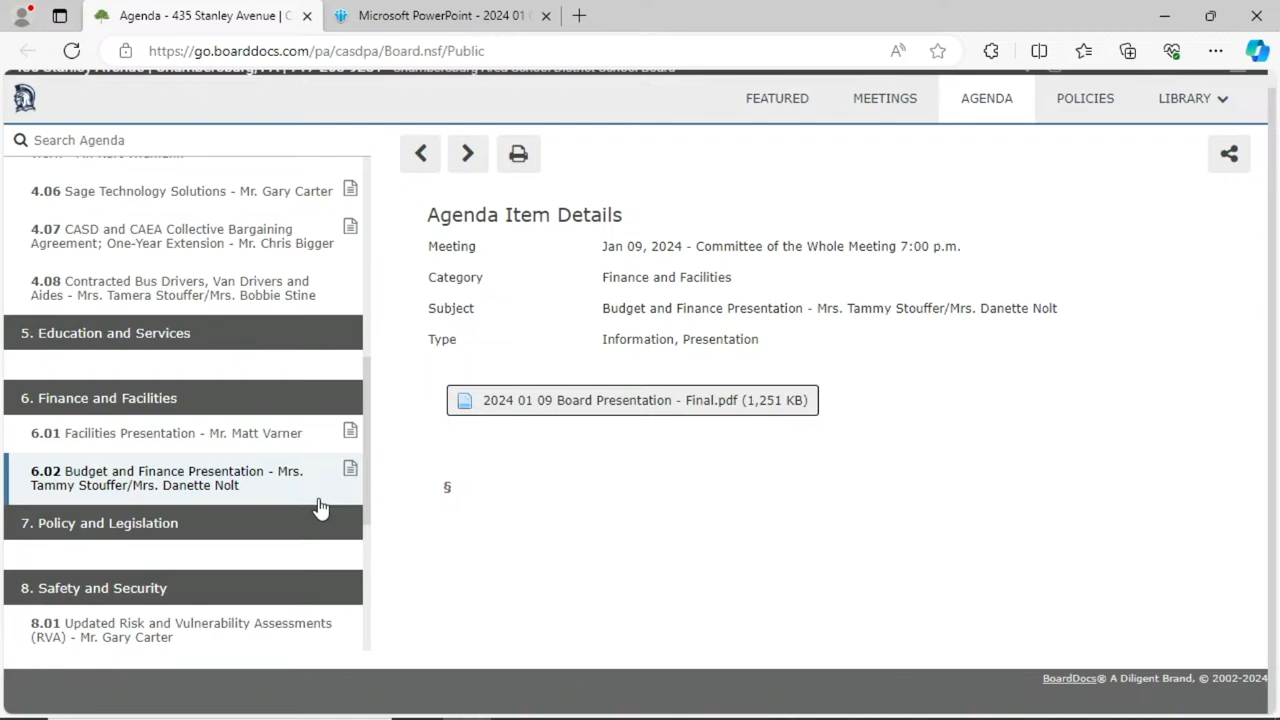 Agenda - 435 Stanley Avenue | C
Microsoft PowerPoint - 2024 01
https://go.boarddocs.com/pa/casdpa/Board.nsf/Public
FEATURED
MEETINGS
AGENDA
POLICIES
LIBRARY
Search Agenda
4.06 Sage Technology Solutions - Mr. Gary Carter
4.07 CASD and CAEA Collective Bargaining
Agreement; One-Year Extension - Mr. Chris Bigger
4.08 Contracted Bus Drivers, Van Drivers and
Aides - Mrs. Tamera Stouffer/Mrs. Bobbie Stine
5. Education and Services
6. Finance and Facilities
6.01 Facilities Presentation - Mr. Matt Varner
6.02 Budget and Finance Presentation - Mrs.
Tammy Stouffer/Mrs. Danette Nolt
7. Policy and Legislation
8. Safety and Security
8.01 Updated Risk and Vulnerability Assessments
(RVA) - Mr. Gary Carter
Agenda Item Details
Meeting Jan 09, 2024 - Committee of the Whole Meeting 7:00 p.m.
Category Finance and Facilities
Subject Budget and Finance Presentation - Mrs. Tammy Stouffer/Mrs. Danette Nolt
Type Information, Presentation
2024 01 09 Board Presentation - Final.pdf (1,251 KB)
§
BoardDocs® A Diligent Brand, © 2002-2024